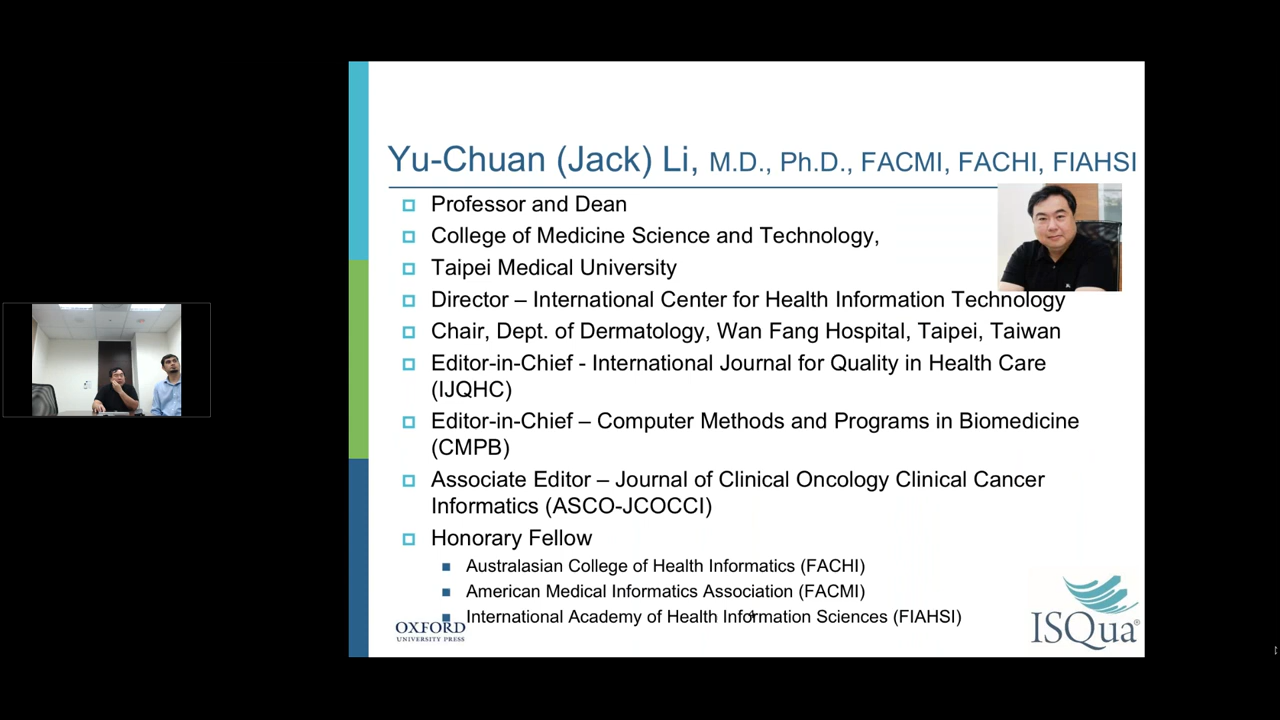 Yu-Chuan (Jack) Li, M.D., Ph.D., FACMI, FACHI, FIAHSI
Professor and Dean
College of Medicine Science and Technology,
Taipei Medical University
Director – International Center for Health Information Technology
Chair, Dept. of Dermatology, Wan Fang Hospital, Taipei, Taiwan
Editor-in-Chief - International Journal for Quality in Health Care
(IJQHC)
Editor-in-Chief – Computer Methods and Programs in Biomedicine
(CMPB)
Associate Editor – Journal of Clinical Oncology Clinical Cancer
Informatics (ASCO-JCOCCI)
Honorary Fellow
Australasian College of Health Informatics (FACHI)
American Medical Informatics Association (FACMI)
International Academy of Health Information Sciences (FIAHSI)
OXFORD
UNIVERSITY PRESS
ISQua®